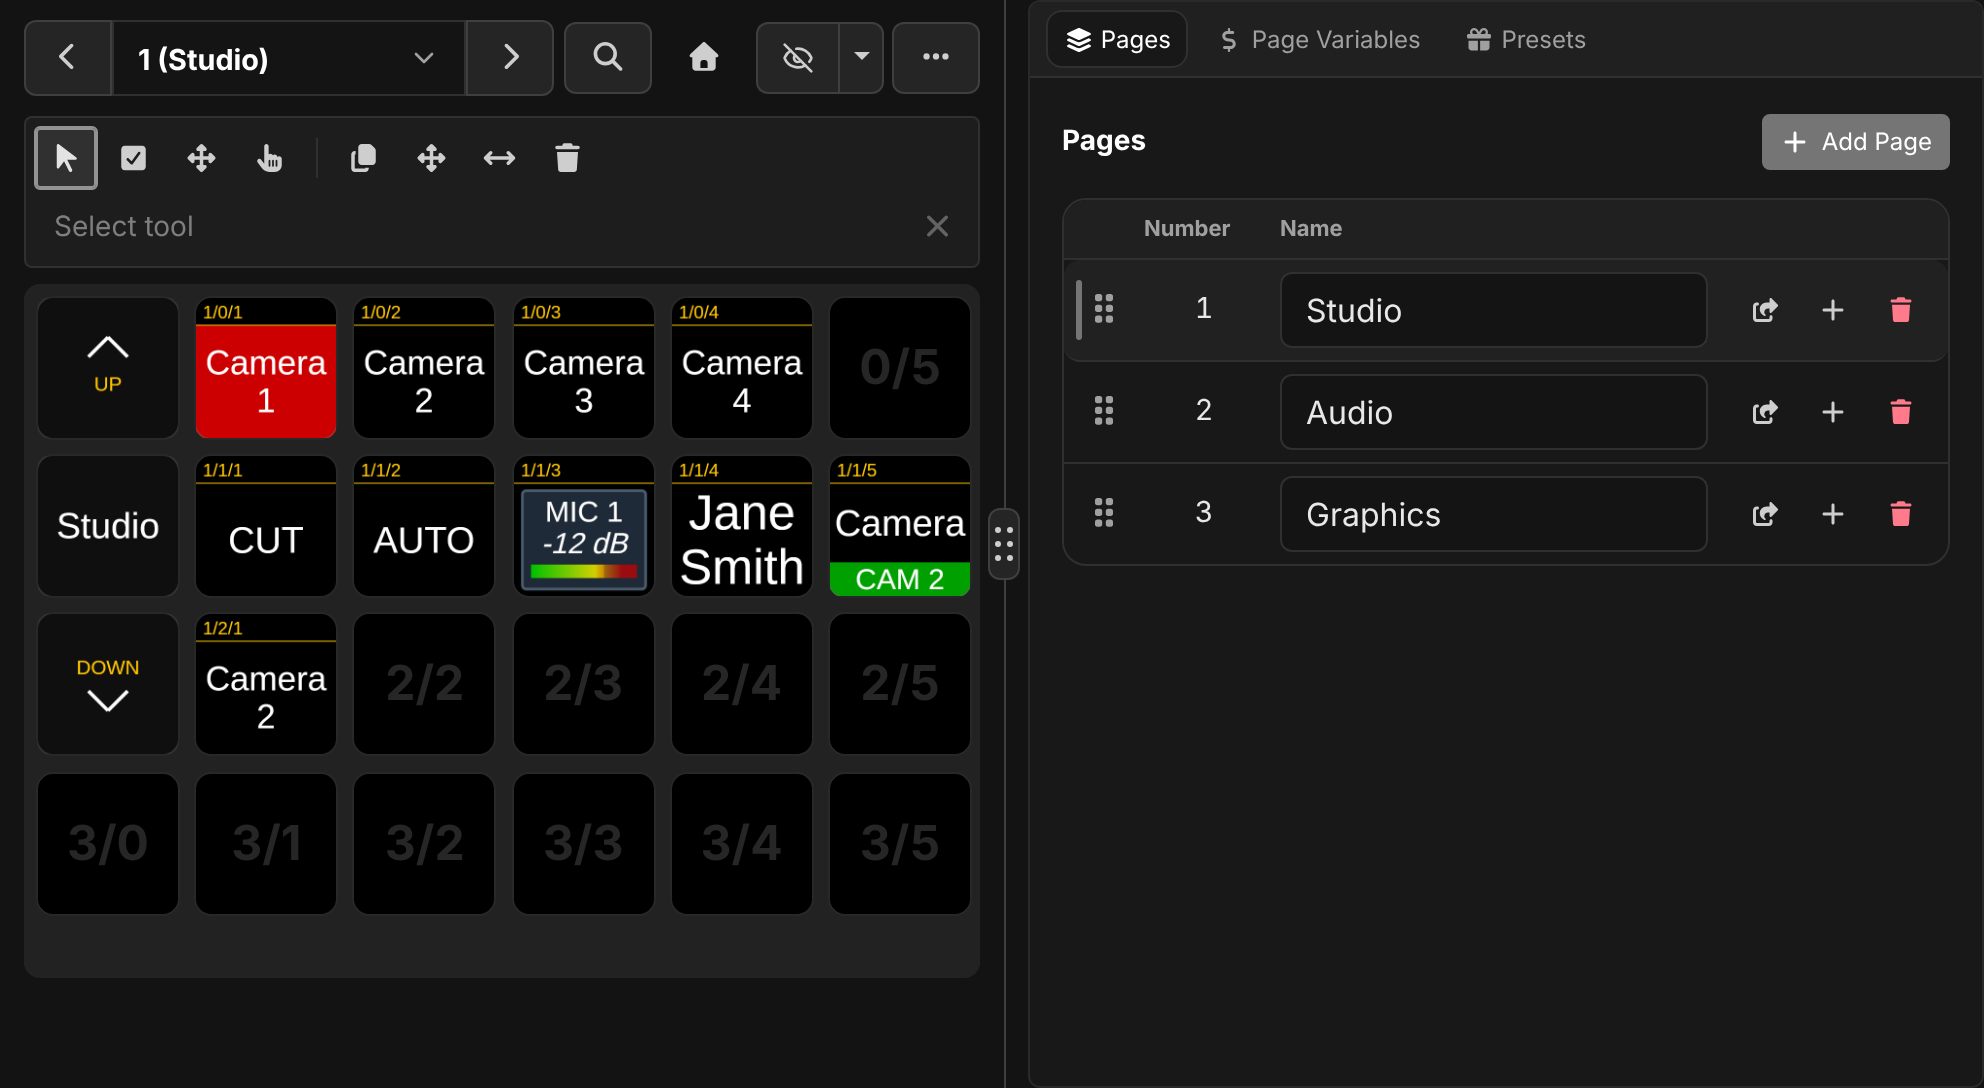 1 (Studio)
Select tool
UP
1/0/1
Camera
1
1/0/2
Camera
2
1/0/3
Camera
3
1/0/4
Camera
4
0/5
Studio
1/1/1
CUT
1/1/2
AUTO
1/1/3
MIC 1
-12 dB
1/1/4
Jane
Smith
1/1/5
Camera
CAM 2
DOWN
1/2/1
Camera
2
2/2
2/3
2/4
2/5
3/0
3/1
3/2
3/3
3/4
3/5
Pages
Page Variables
Presets
Pages
Add Page
Number Name
1 Studio
2 Audio
3 Graphics